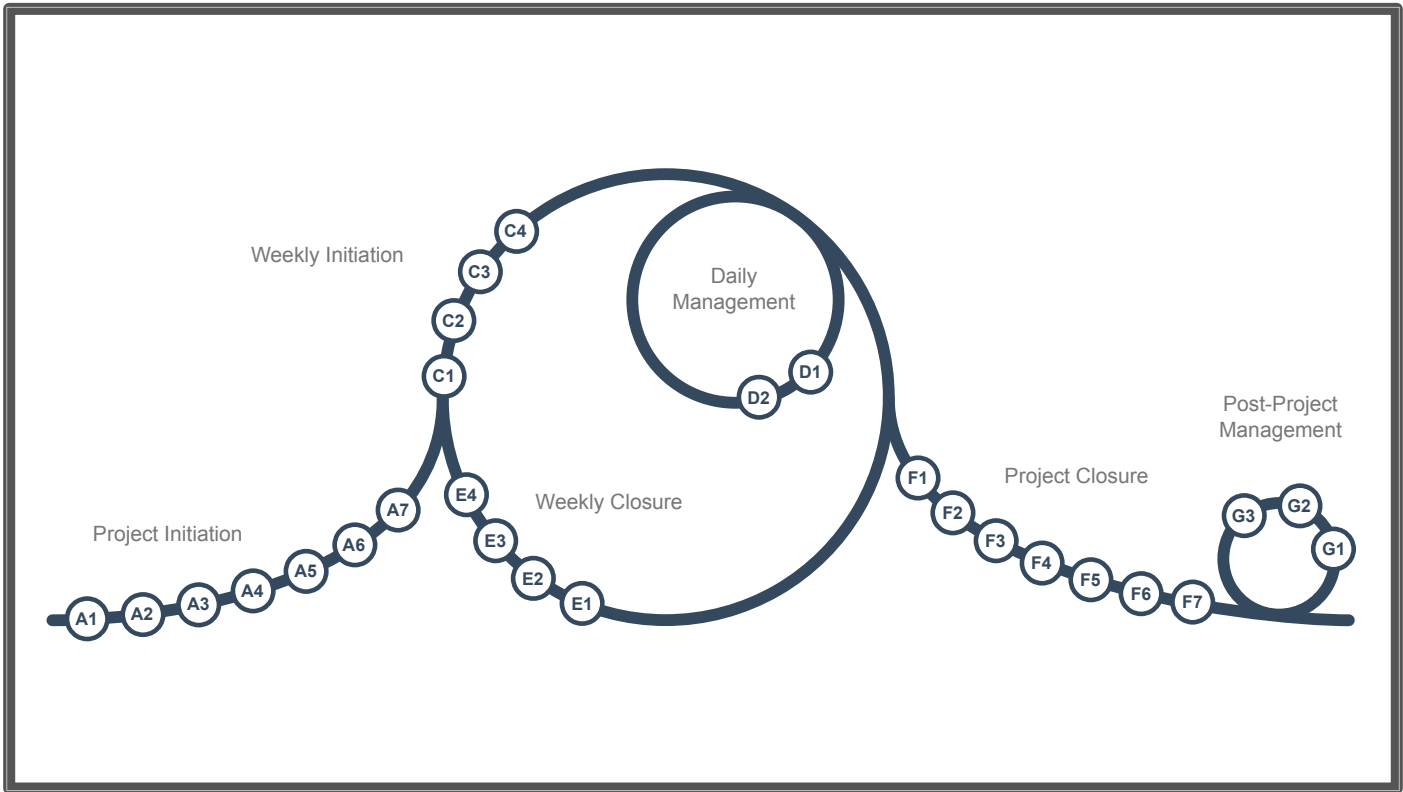 Project Initiation
A1
A2
A3
A4
A5
A6
A7
Weekly Initiation
C1
C2
C3
C4
Daily
Management
D1
D2
Weekly Closure
E1
E2
E3
E4
Project Closure
F1
F2
F3
F4
F5
F6
F7
Post-Project
Management
G1
G2
G3